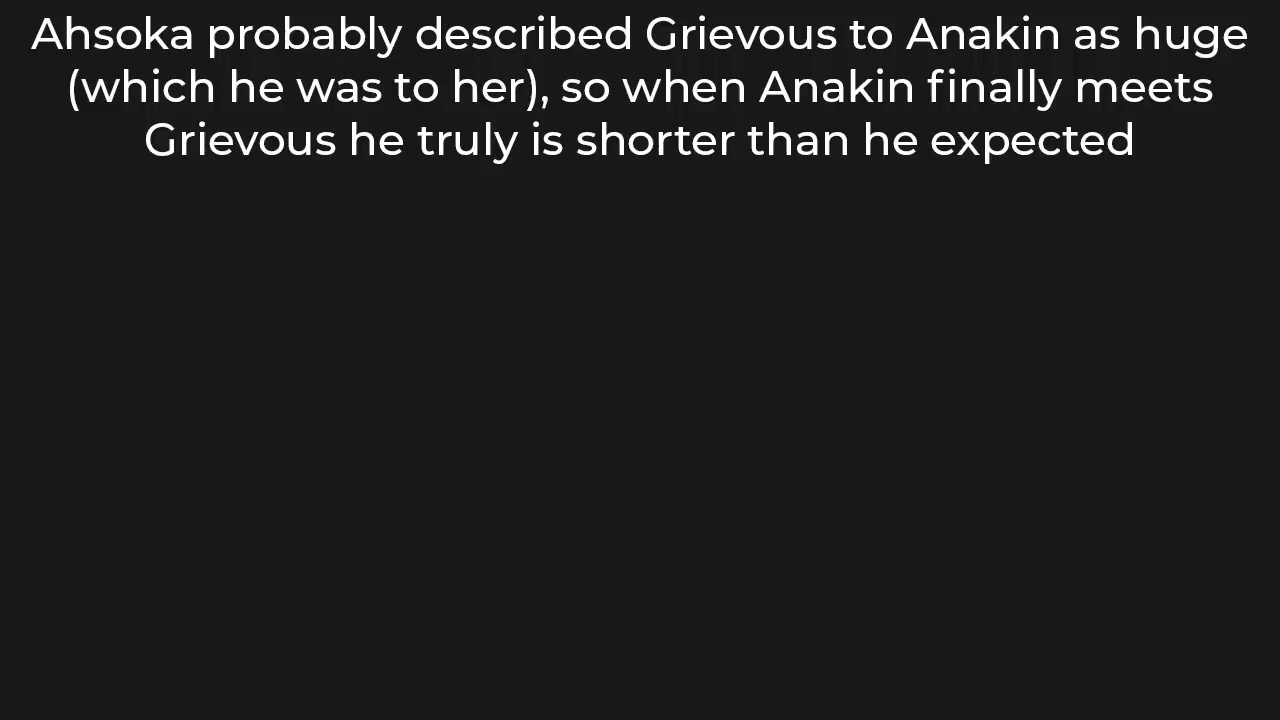 Ahsoka probably described Grievous to Anakin as huge
(which he was to her), so when Anakin finally meets
Grievous he truly is shorter than he expected